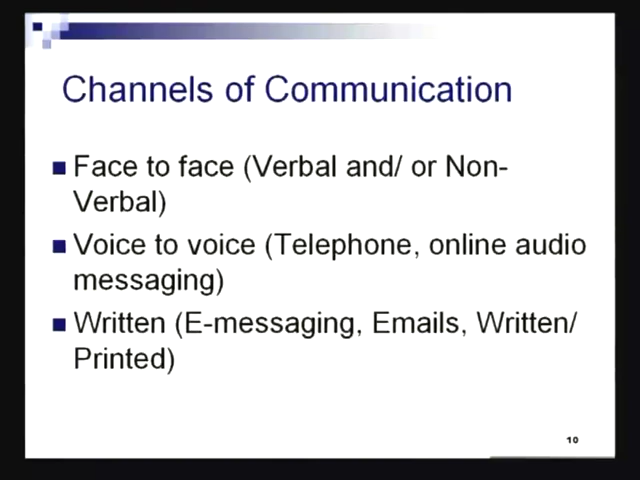 Channels of Communication
Face to face (Verbal and/ or Non-
Verbal)
Voice to voice (Telephone, online audio
messaging)
Written (E-messaging, Emails, Written/
Printed)
10